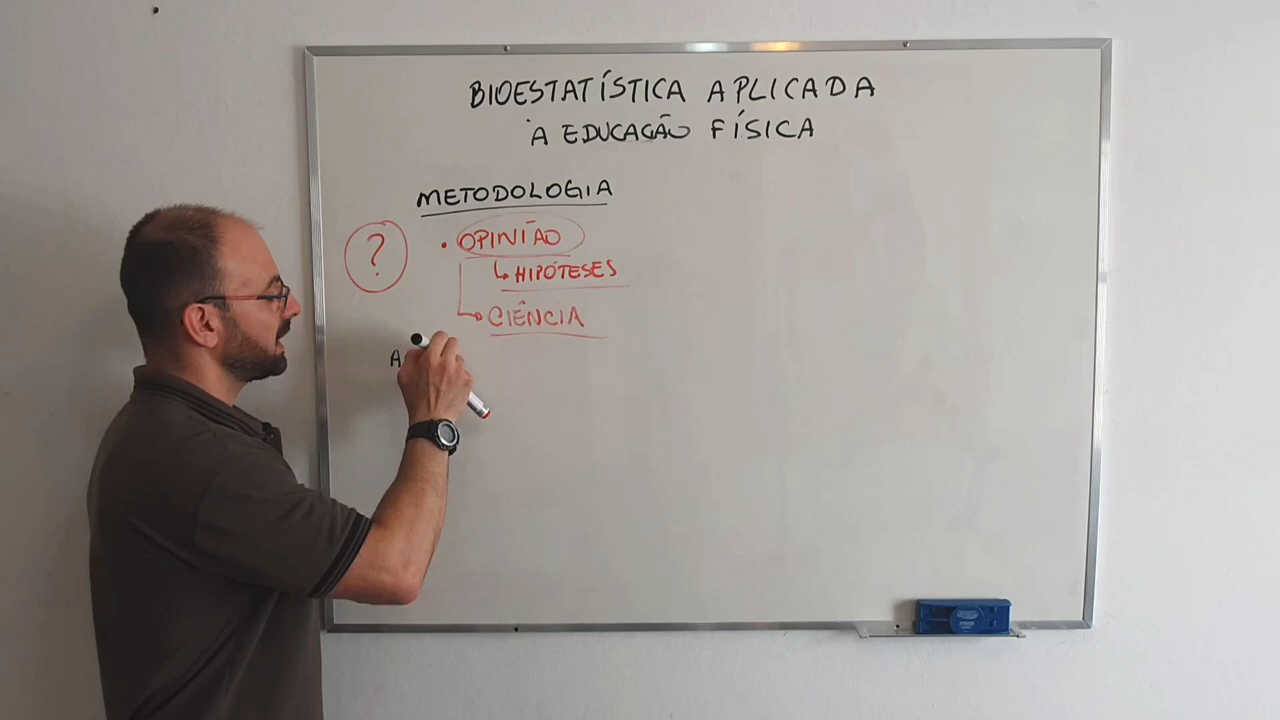 BIOESTATÍSTICA APLICADA
À EDUCAÇÃO FÍSICA
METODOLOGIA
?
• OPINIÃO
↳ HIPÓTESES
↳ CIÊNCIA
A